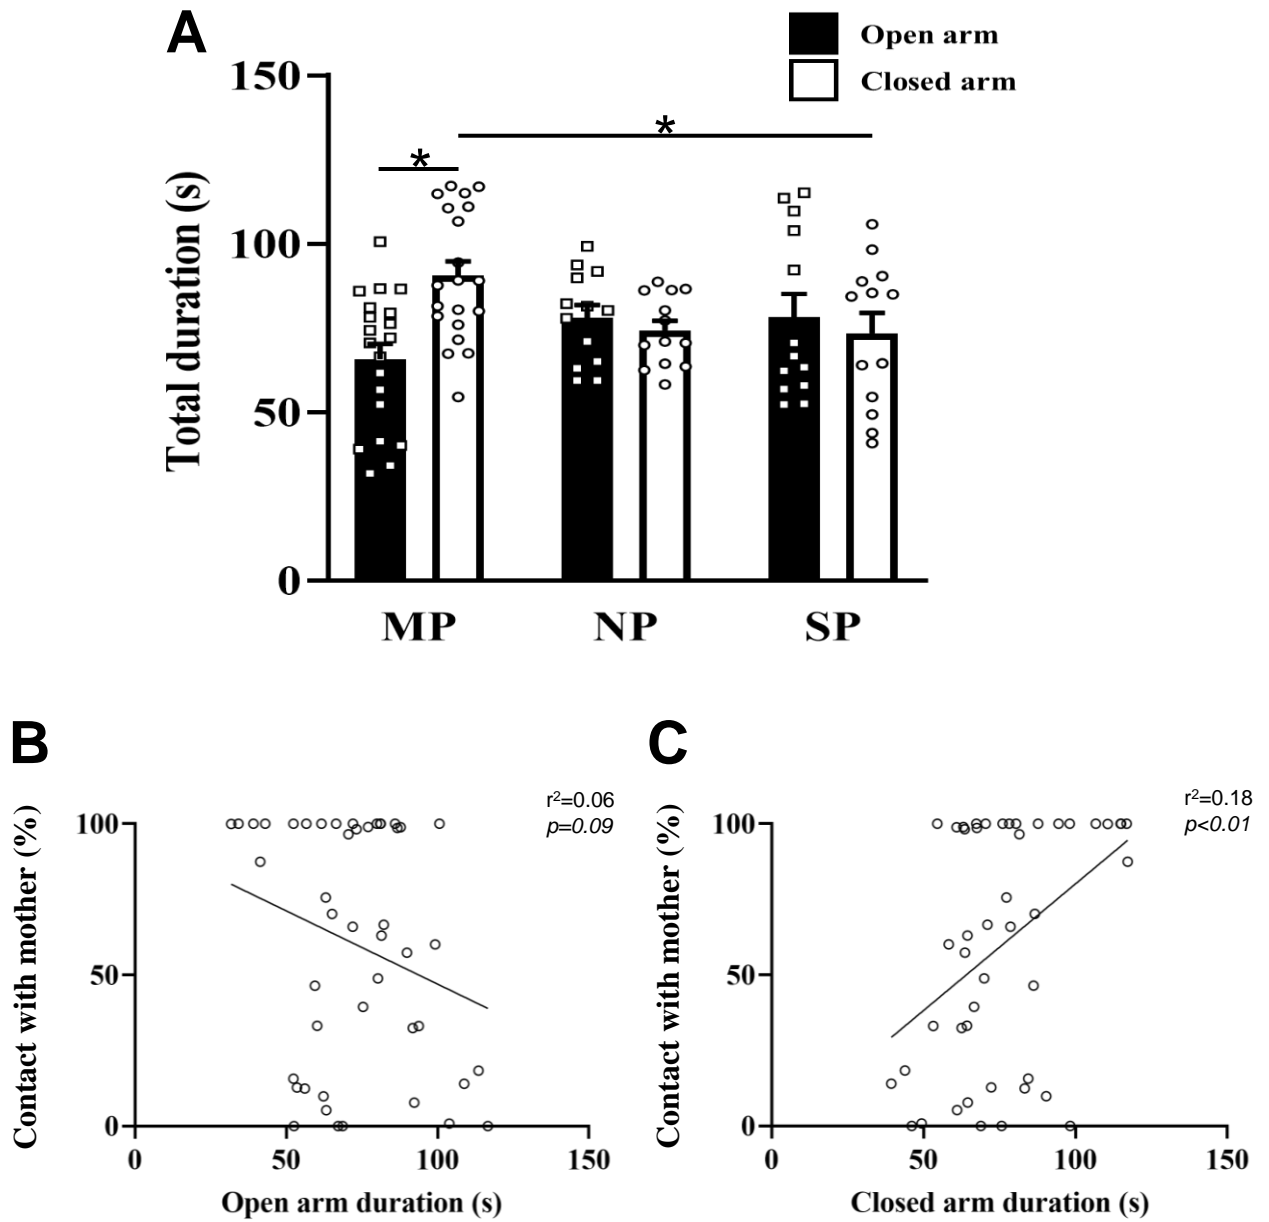 A
Open arm
Closed arm
150
100
50
0
Total duration (s)
*
*
MP
NP
SP
B
r²=0.06
p=0.09
100
50
0
Contact with mother (%)
0
50
100
150
Open arm duration (s)
C
r²=0.18
p<0.01
100
50
0
Contact with mother (%)
0
50
100
150
Closed arm duration (s)